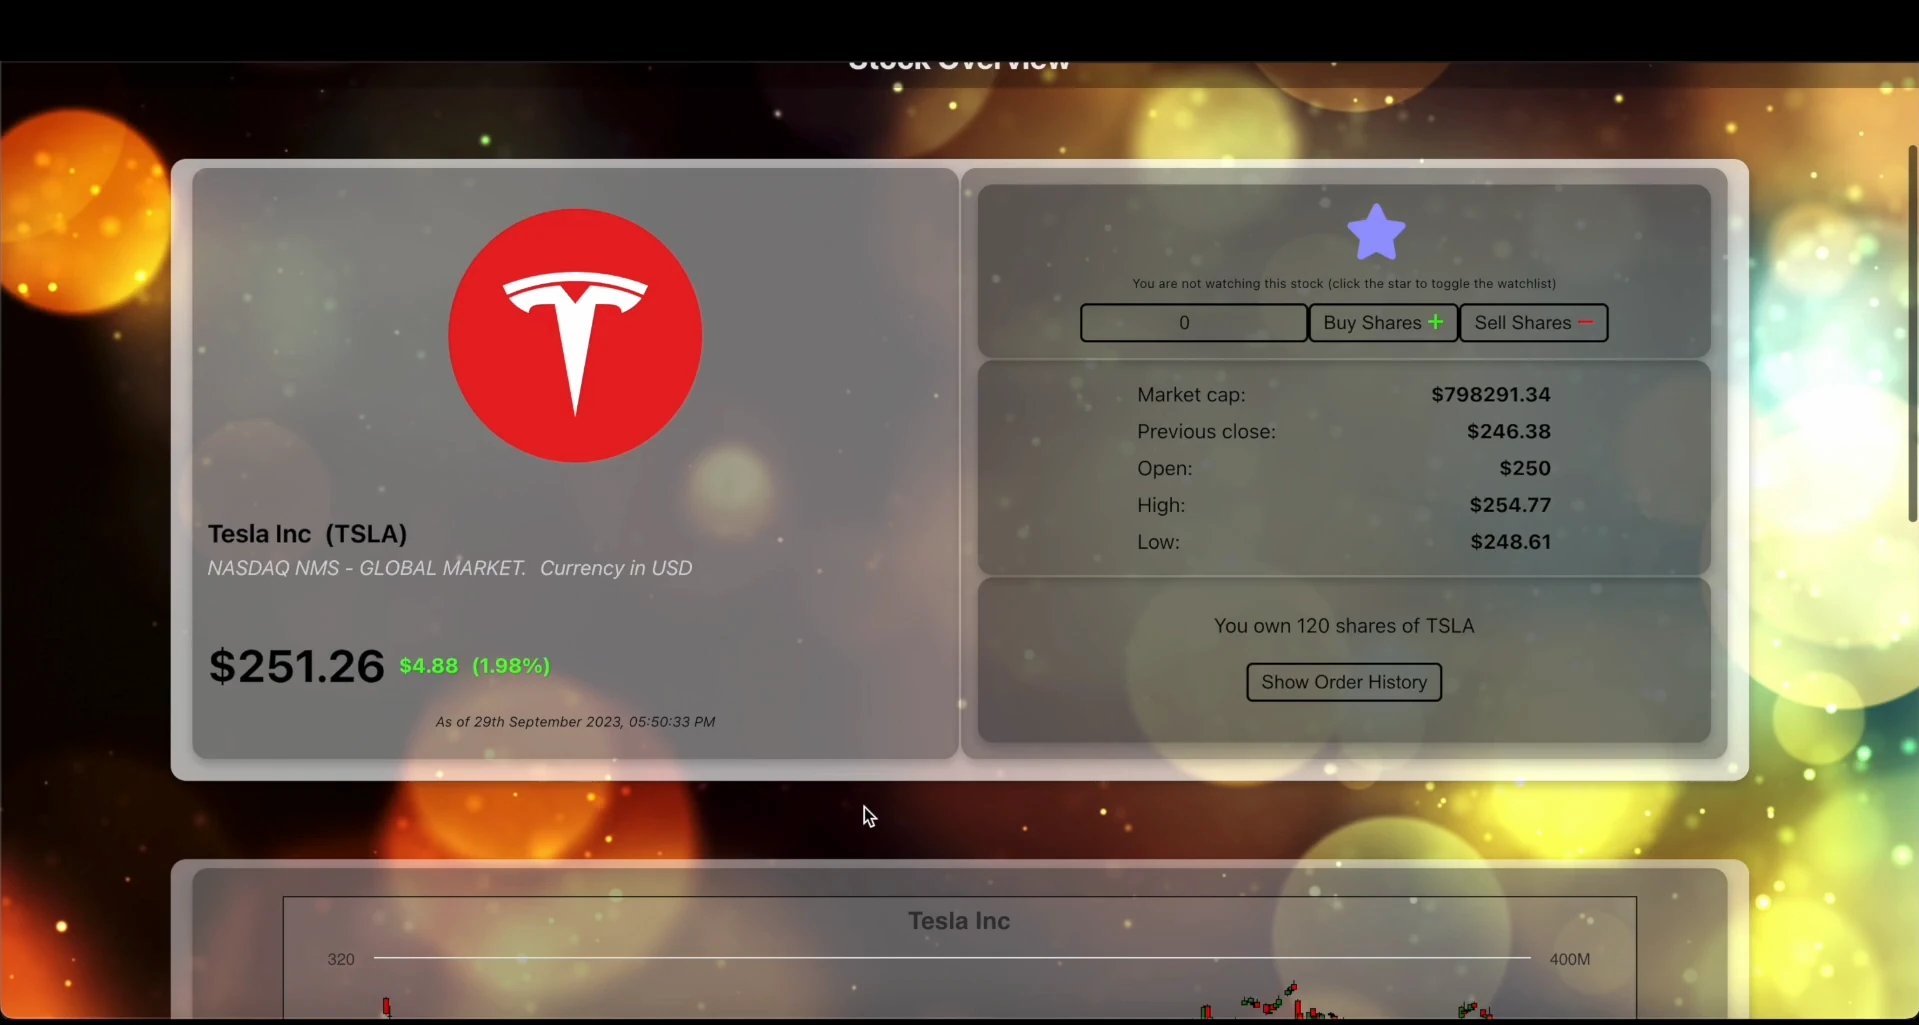 Stock Overview
Tesla Inc (TSLA)
NASDAQ NMS - GLOBAL MARKET. Currency in USD
$251.26 $4.88 (1.98%)
As of 29th September 2023, 05:50:33 PM
You are not watching this stock (click the star to toggle the watchlist)
0 Buy Shares + Sell Shares −
Market cap: $798291.34
Previous close: $246.38
Open: $250
High: $254.77
Low: $248.61
You own 120 shares of TSLA
Show Order History
Tesla Inc
320 400M